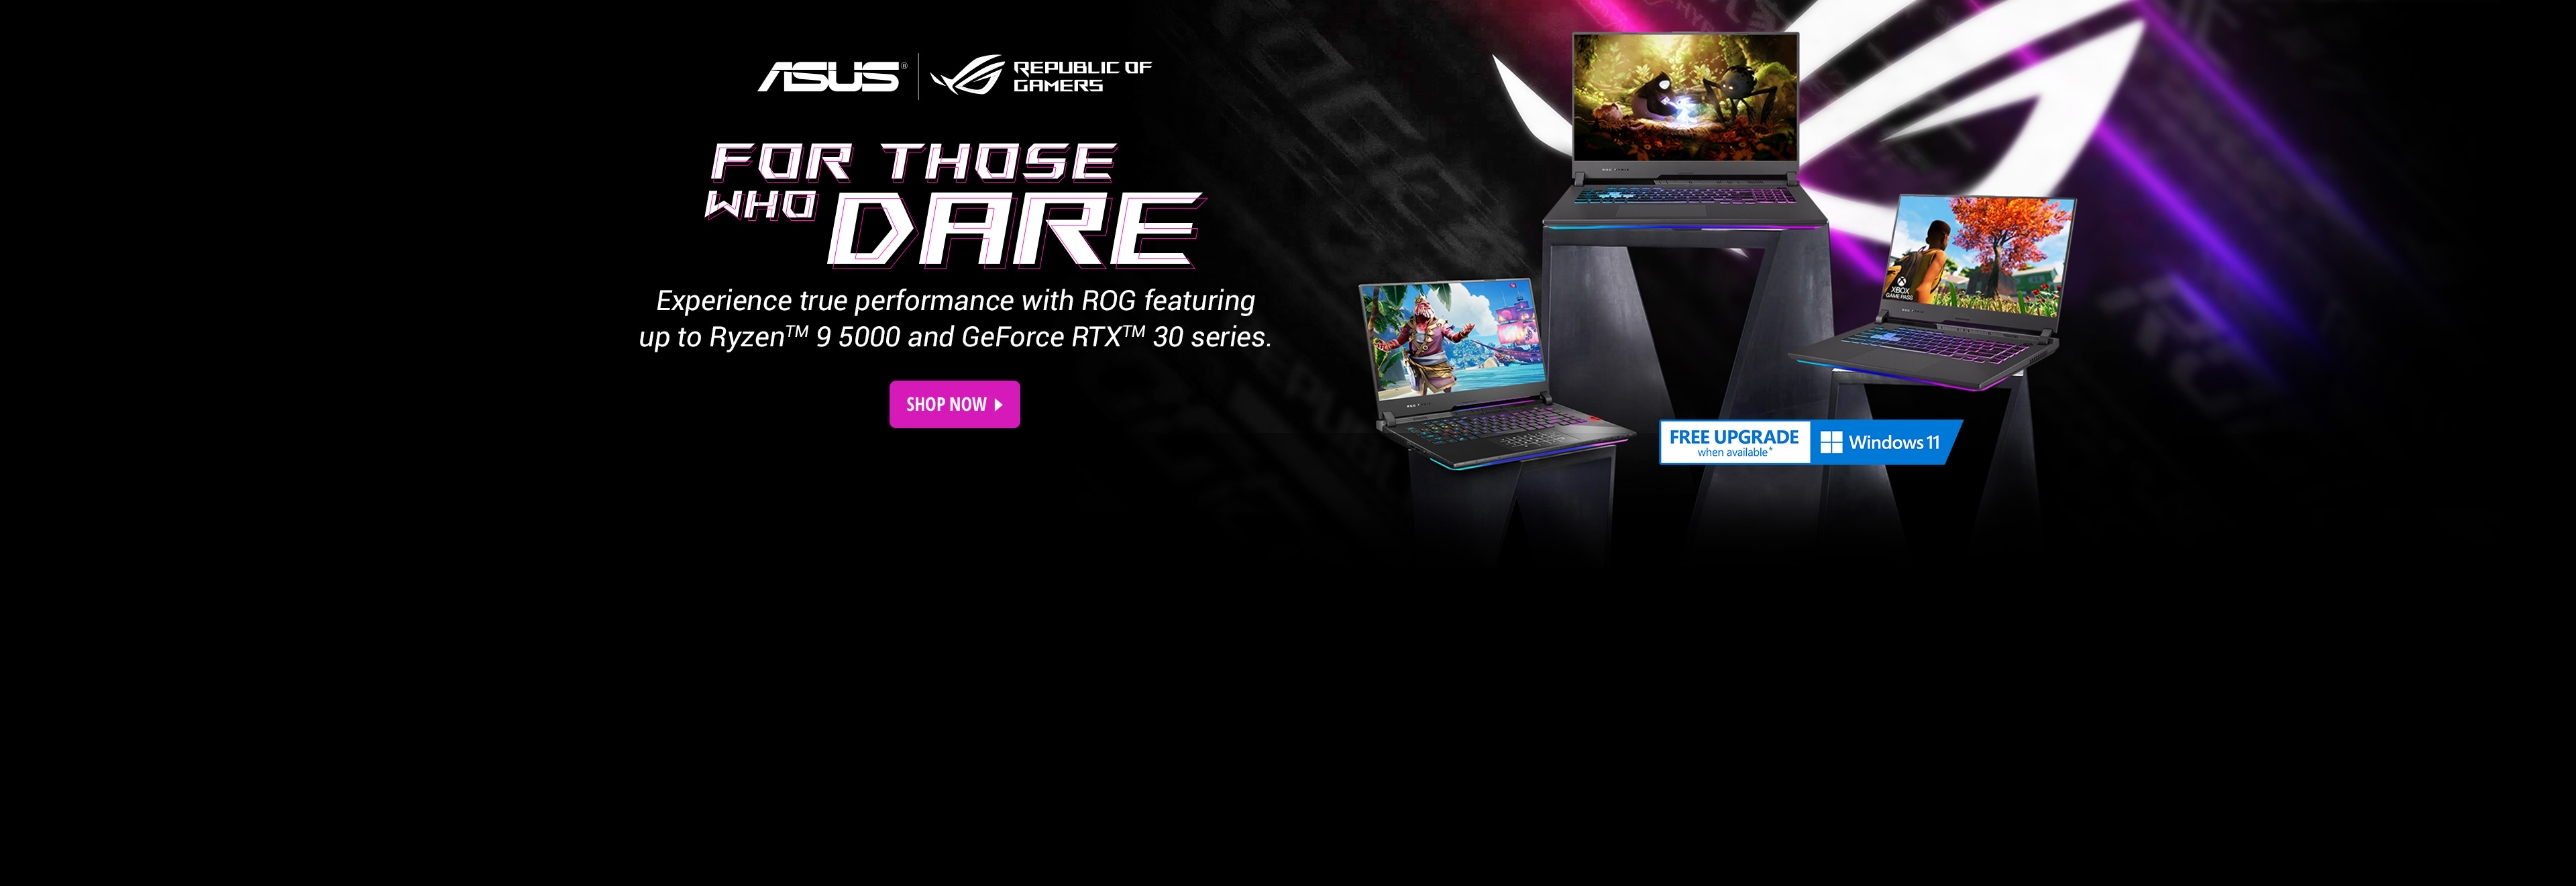 ASUS®
REPUBLIC OF
GAMERS
FOR THOSE
WHO DARE
Experience true performance with ROG featuring
up to Ryzen™ 9 5000 and GeForce RTX™ 30 series.
SHOP NOW
XBOX
GAME PASS
FREE UPGRADE
when available*
Windows 11